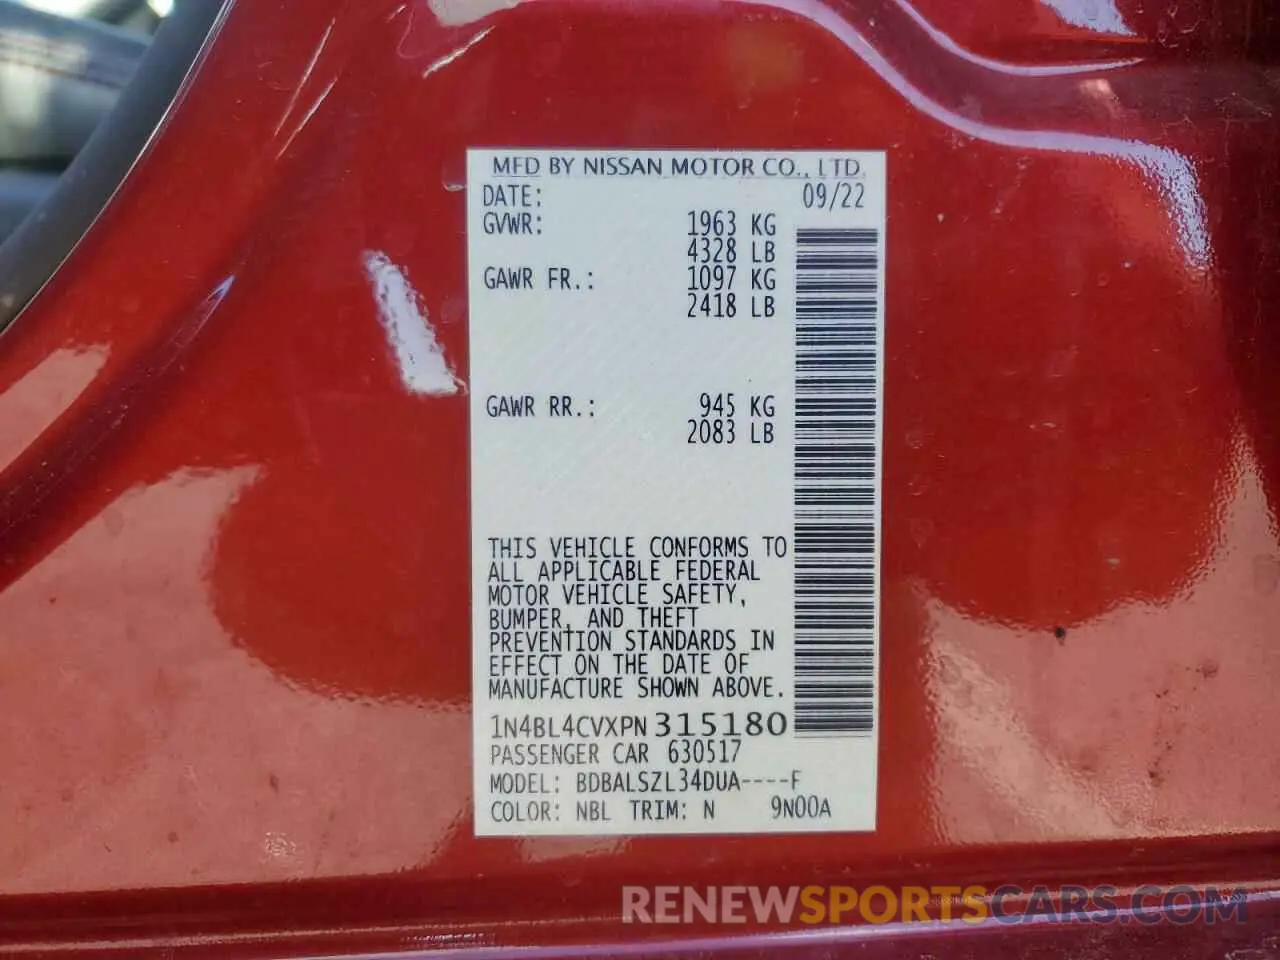 MFD BY NISSAN MOTOR CO., LTD.
DATE: 09/22
GVWR: 1963 KG
4328 LB
GAWR FR.: 1097 KG
2418 LB
GAWR RR.: 945 KG
2083 LB
THIS VEHICLE CONFORMS TO
ALL APPLICABLE FEDERAL
MOTOR VEHICLE SAFETY,
BUMPER, AND THEFT
PREVENTION STANDARDS IN
EFFECT ON THE DATE OF
MANUFACTURE SHOWN ABOVE.
1N4BL4CVXPN315180
PASSENGER CAR 630517
MODEL: BDBALSZL34DUA----F
COLOR: NBL TRIM: N 9N00A
RENEWSPORTSCARS.COM